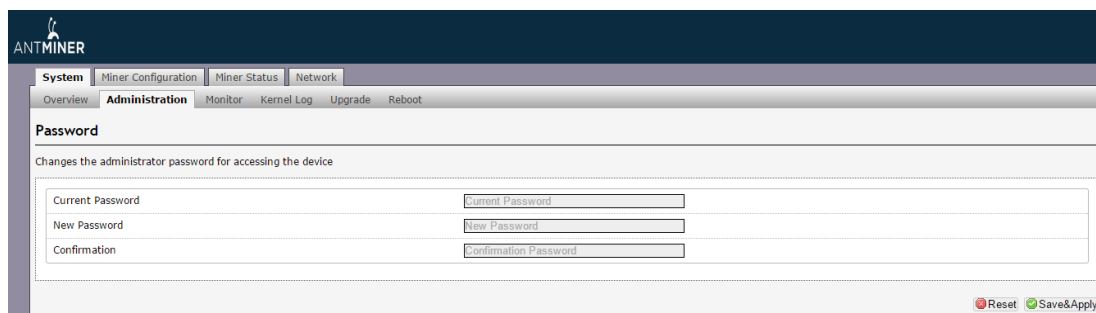 ANTMINER
System Miner Configuration Miner Status Network
Overview Administration Monitor Kernel Log Upgrade Reboot
Password
Changes the administrator password for accessing the device
Current Password Current Password
New Password New Password
Confirmation Confirmation Password
Reset Save&Apply